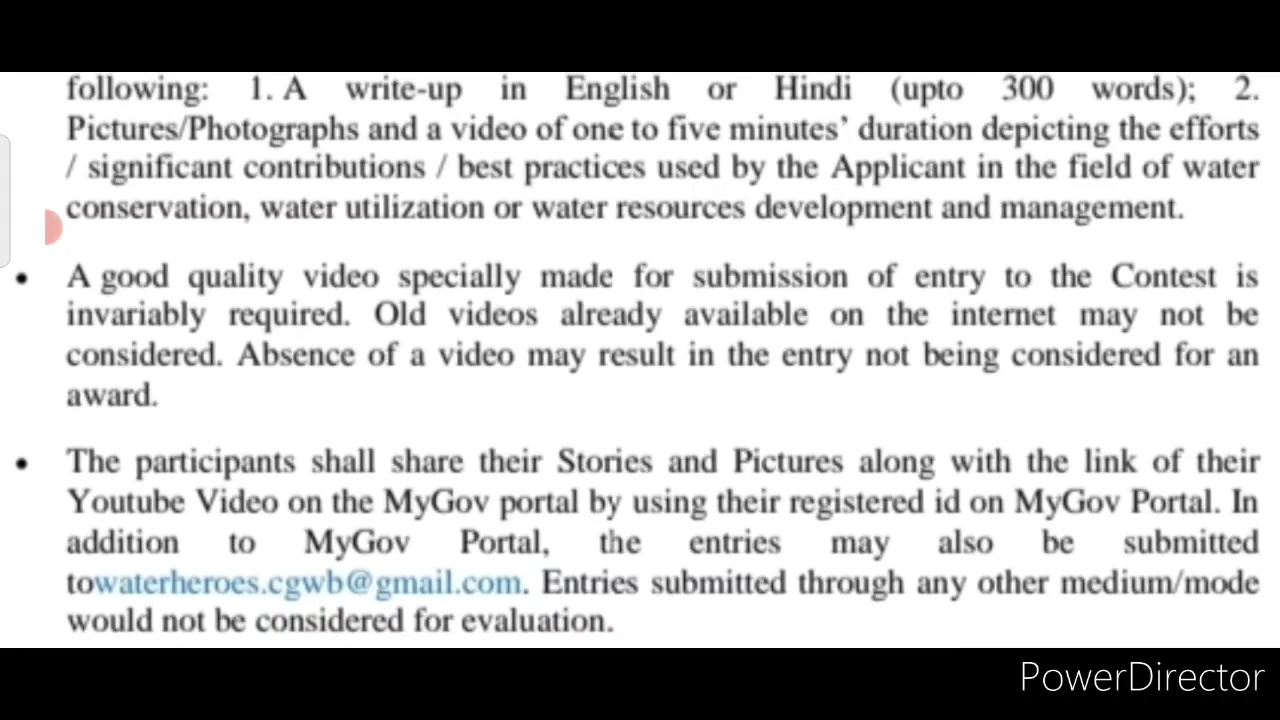 following: 1. A write-up in English or Hindi (upto 300 words); 2.
Pictures/Photographs and a video of one to five minutes’ duration depicting the efforts
/ significant contributions / best practices used by the Applicant in the field of water
conservation, water utilization or water resources development and management.
• A good quality video specially made for submission of entry to the Contest is
invariably required. Old videos already available on the internet may not be
considered. Absence of a video may result in the entry not being considered for an
award.
• The participants shall share their Stories and Pictures along with the link of their
Youtube Video on the MyGov portal by using their registered id on MyGov Portal. In
addition to MyGov Portal, the entries may also be submitted
towaterheroes.cgwb@gmail.com. Entries submitted through any other medium/mode
would not be considered for evaluation.
PowerDirector